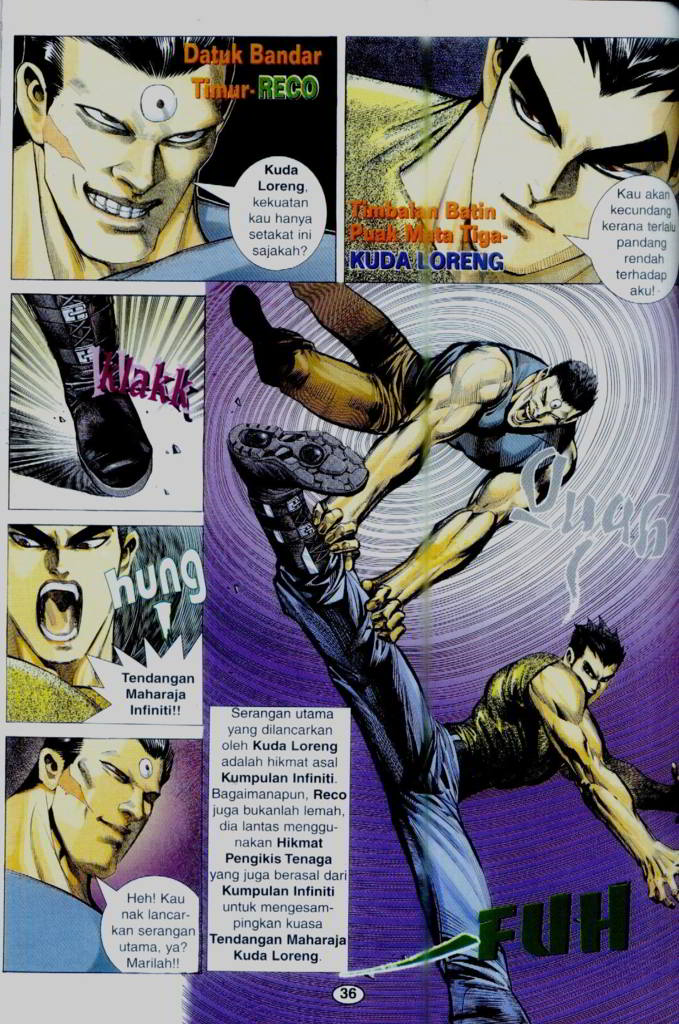 Datuk Bandar
Timur-RECO
Kuda
Loreng,
kekuatan
kau hanya
setakat ini
sajakah?
Timbalan Batin
Puak Mata Tiga-
KUDA LORENG
Kau akan
kecundang
kerana terlalu
pandang
rendah
terhadap
aku!
Klakk
hung
Tendangan
Maharaja
Infiniti!!
Heh! Kau
nak lancar-
kan serangan
utama, ya?
Marilah!!
Quah
Serangan utama
yang dilancarkan
oleh Kuda Loreng
adalah hikmat asal
Kumpulan Infiniti.
Bagaimanapun, Reco
juga bukanlah lemah,
dia lantas menggu-
nakan Hikmat
Pengikis Tenaga
yang juga berasal dari
Kumpulan Infiniti
untuk mengesam-
pingkan kuasa
Tendangan Maharaja
Kuda Loreng.
FUH
36